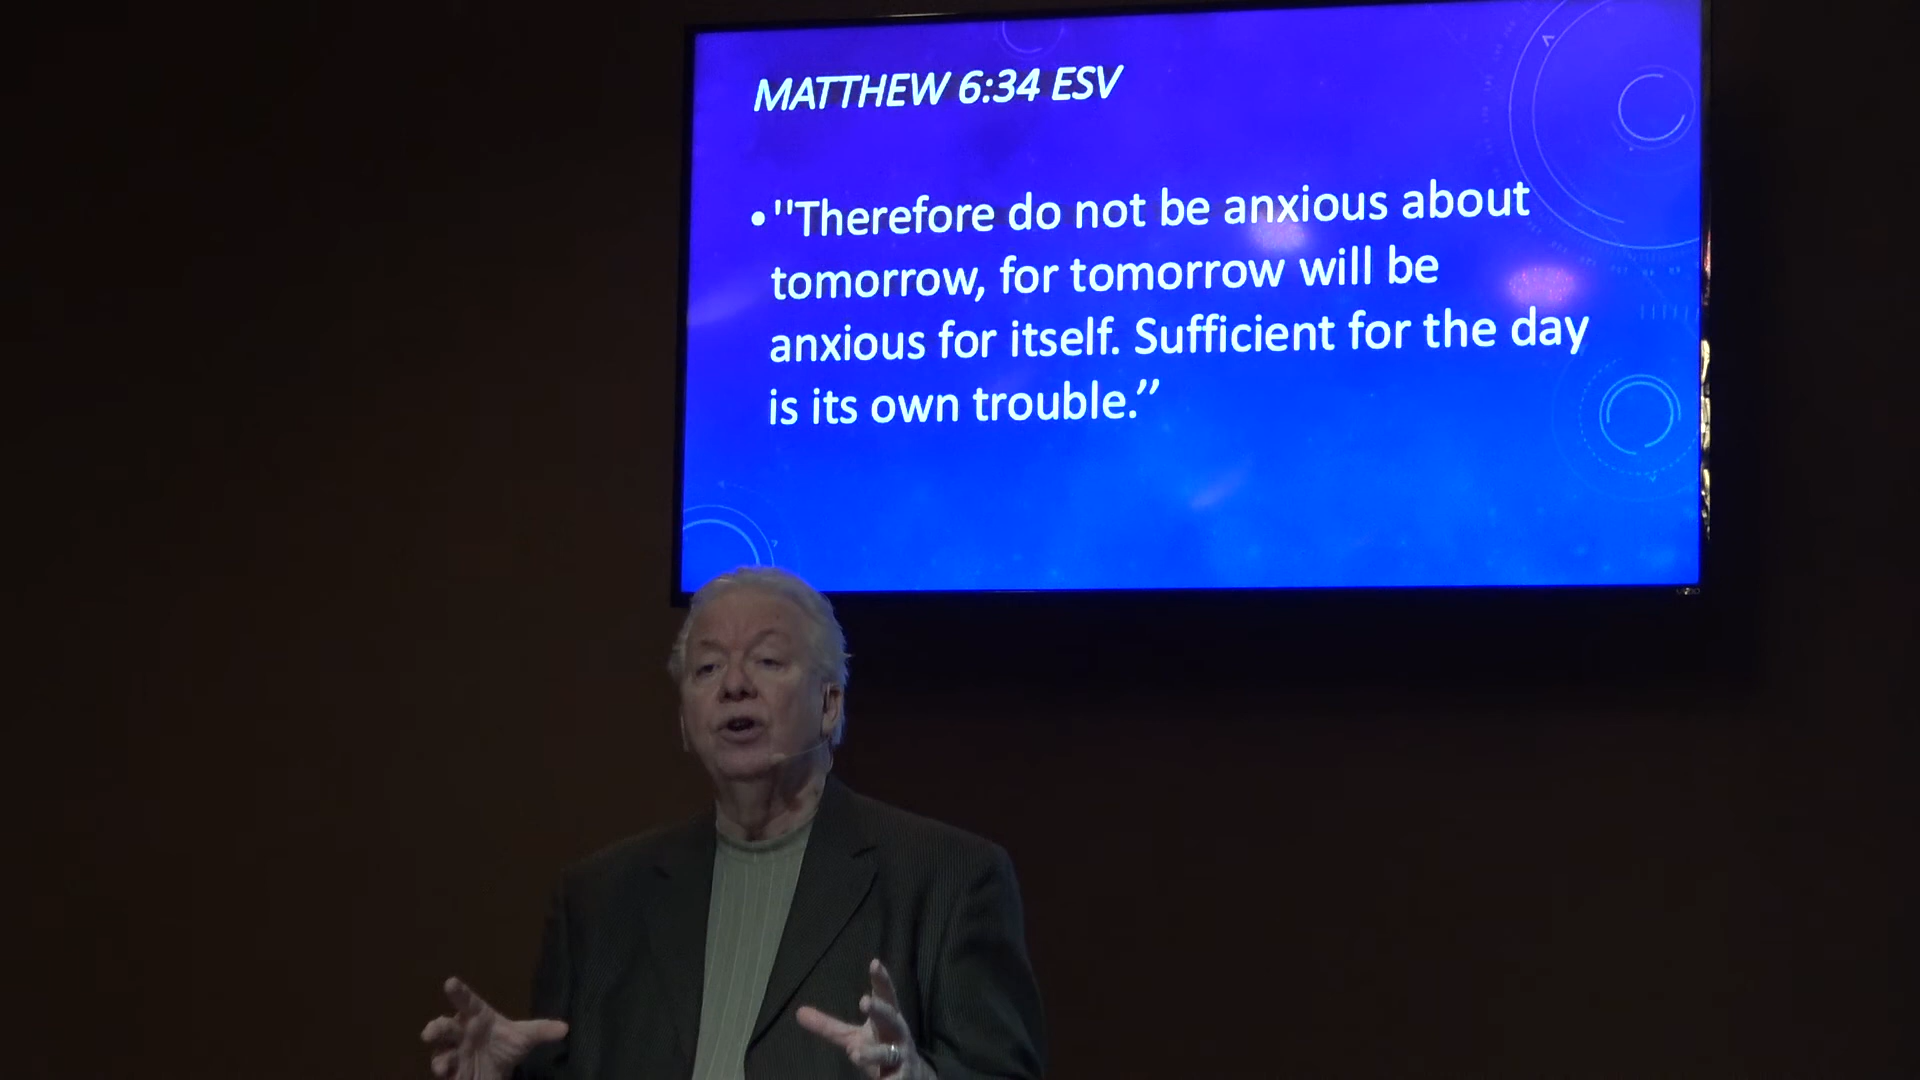 MATTHEW 6:34 ESV
•"Therefore do not be anxious about
tomorrow, for tomorrow will be
anxious for itself. Sufficient for the day
is its own trouble.”
VIZIO